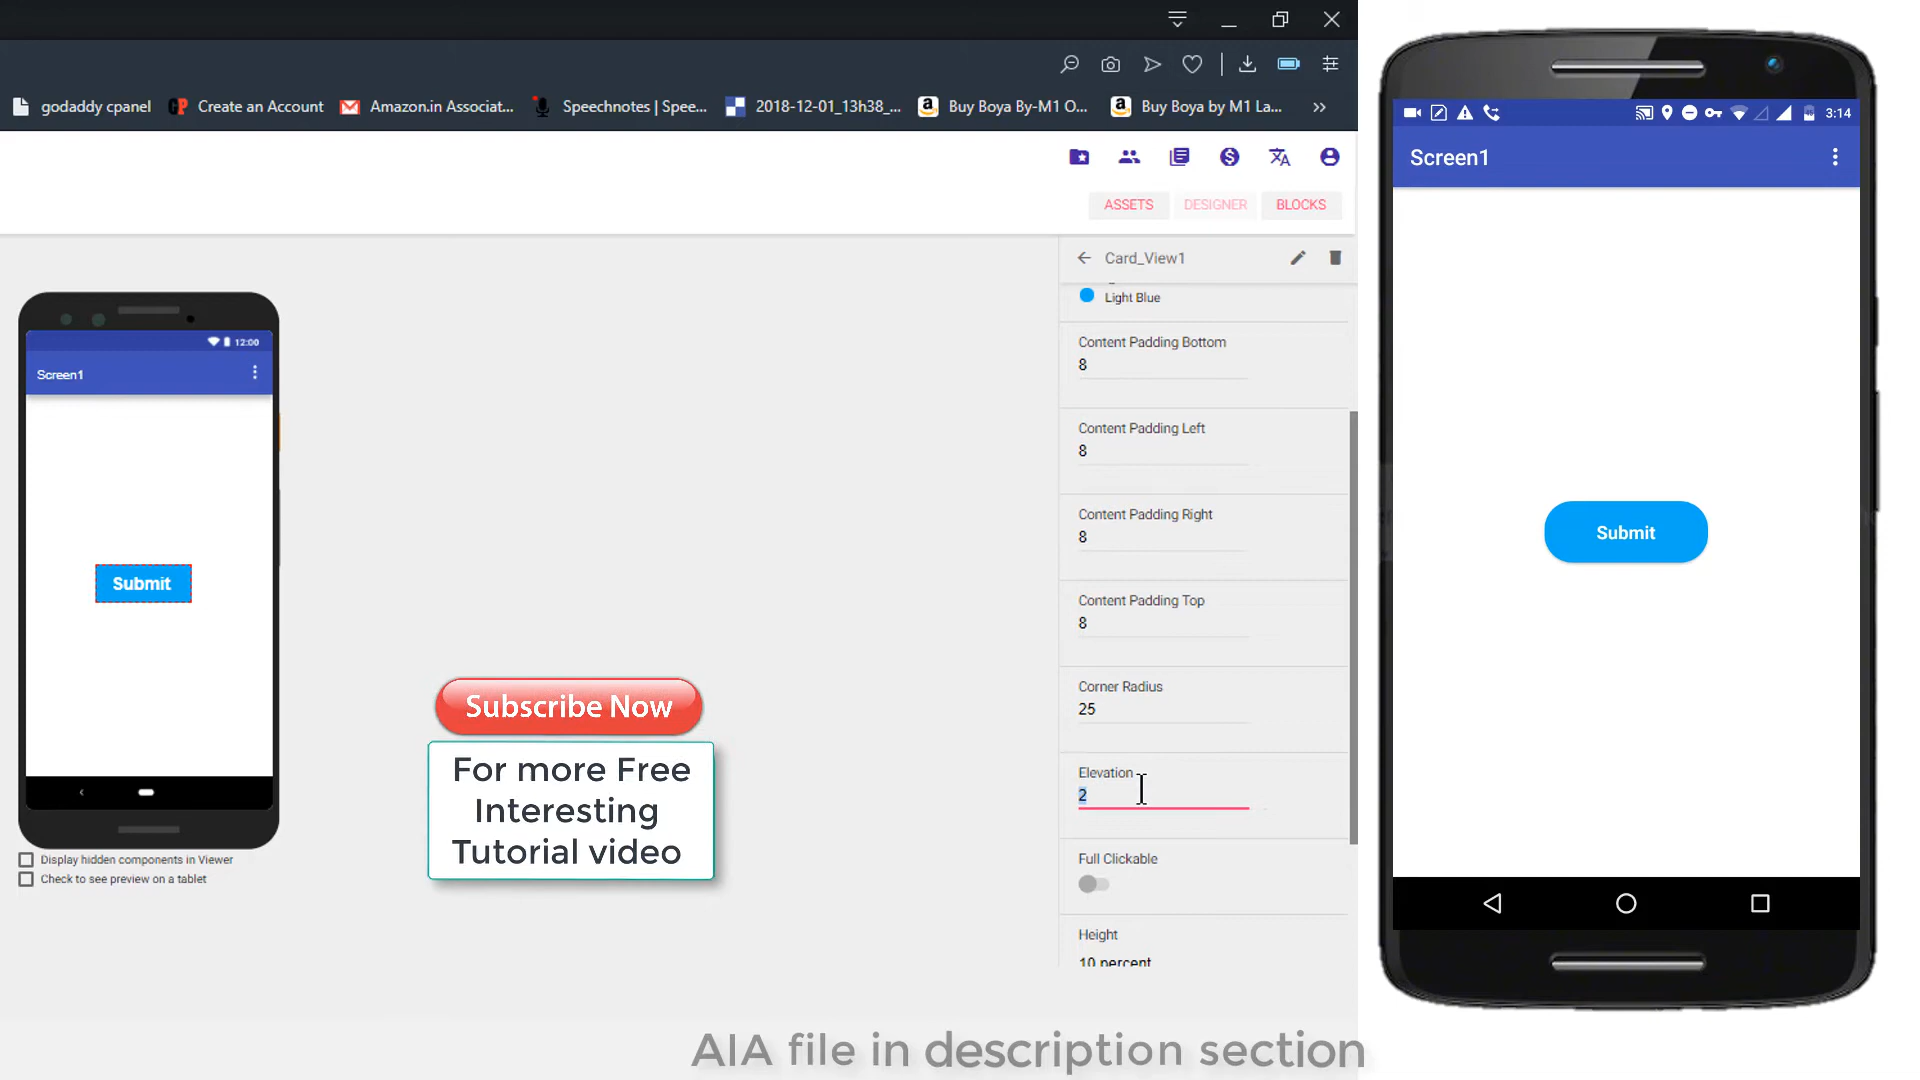 godaddy cpanel
Create an Account
Amazon.in Associat...
Speechnotes | Spee...
2018-12-01_13h38_...
Buy Boya By-M1 O...
Buy Boya by M1 La...
ASSETS
DESIGNER
BLOCKS
Card_View1
Light Blue
Content Padding Bottom
8
Content Padding Left
8
Content Padding Right
8
Content Padding Top
8
Corner Radius
25
Elevation
2
Full Clickable
Height
10 percent
12:00
Screen1
Submit
Display hidden components in Viewer
Check to see preview on a tablet
Subscribe Now
For more Free
Interesting
Tutorial video
3:14
Screen1
Submit
AIA file in description section